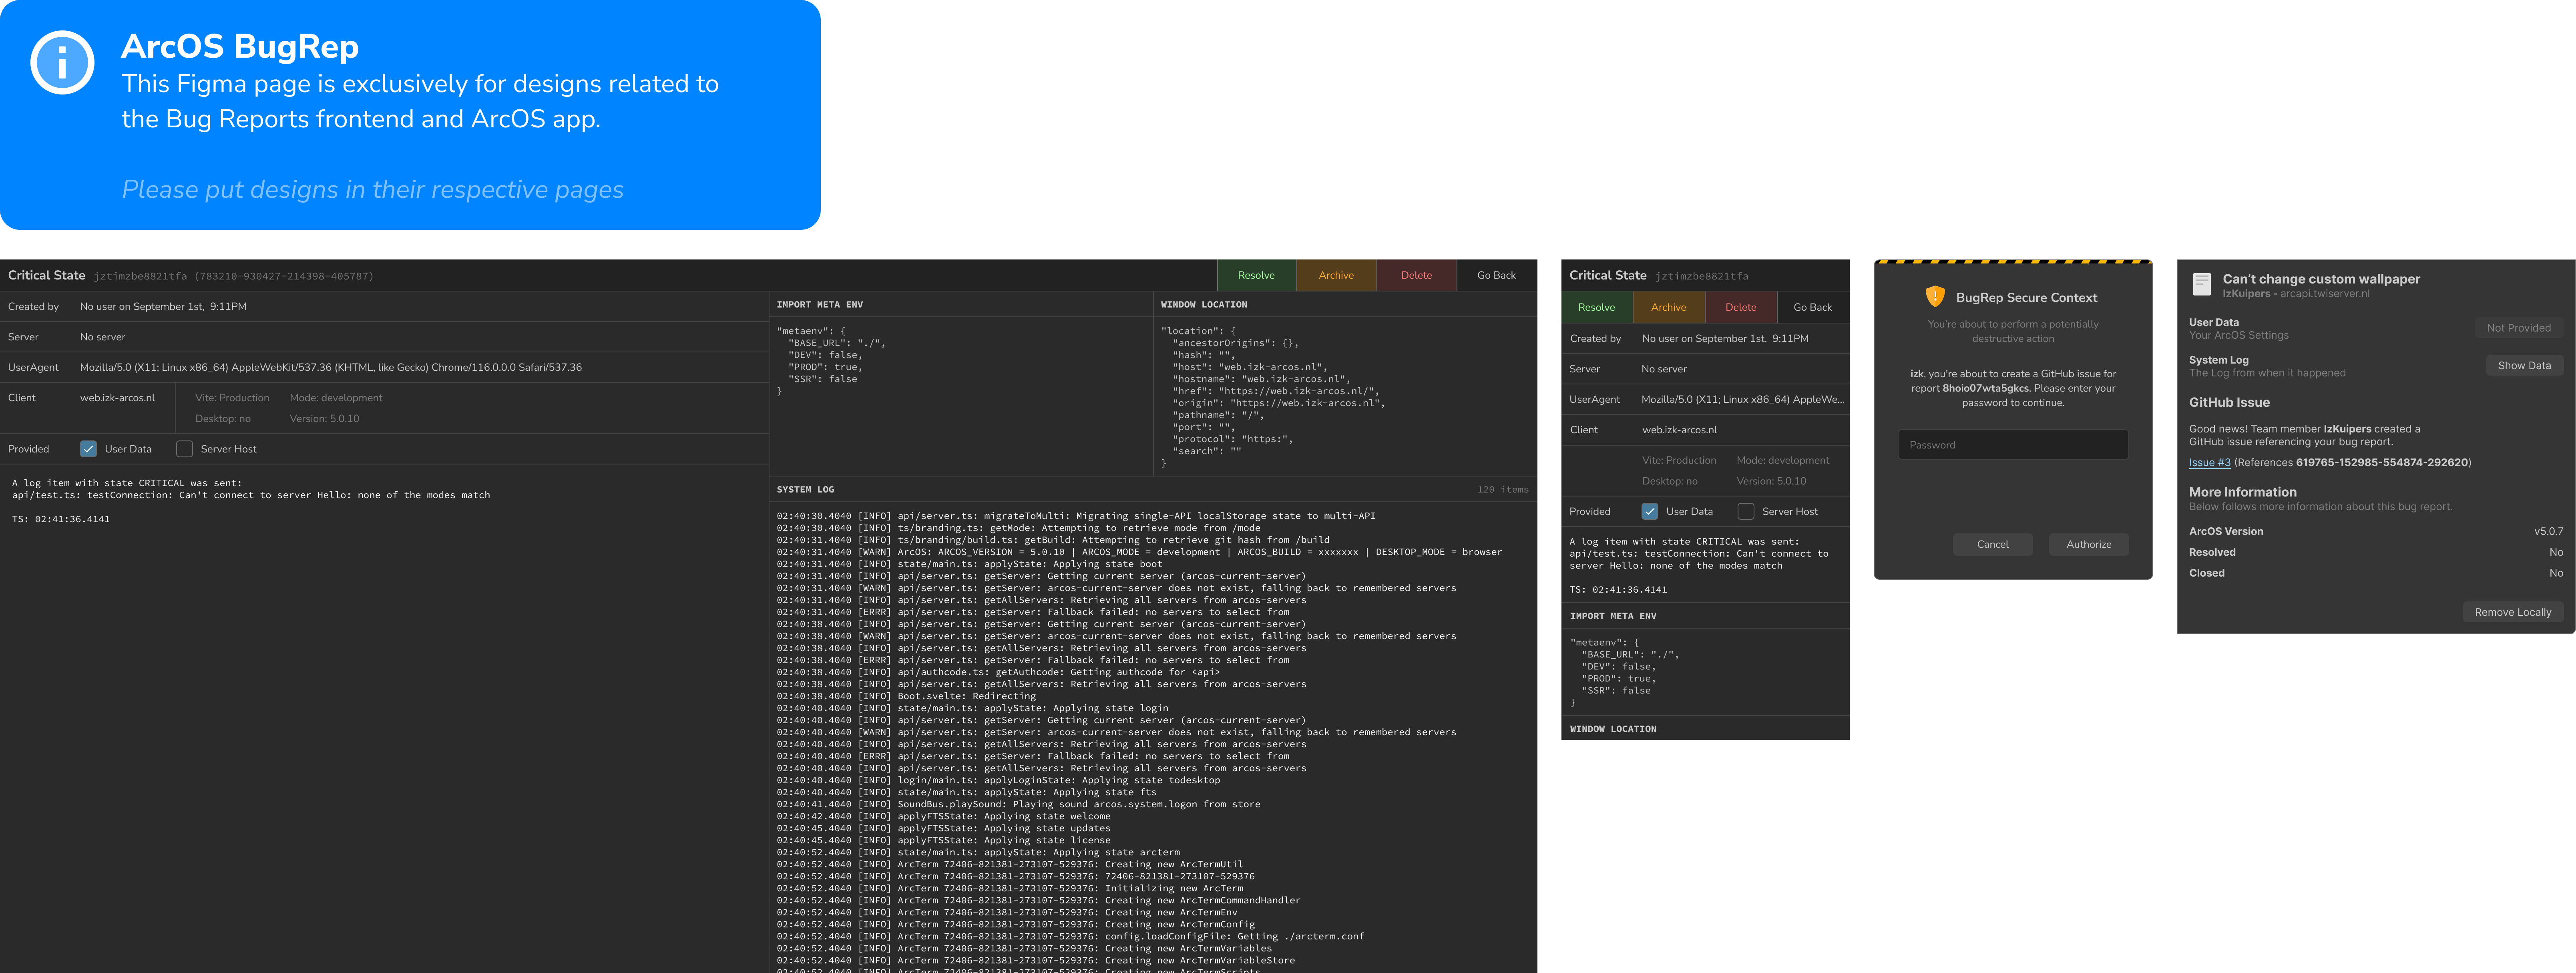 ArcOS BugRep
This Figma page is exclusively for designs related to
the Bug Reports frontend and ArcOS app.
Please put designs in their respective pages
Critical State jztimzbe8821tfa (783210-930427-214398-405787)
Resolve Archive Delete Go Back
Created by No user on September 1st, 9:11PM
Server No server
UserAgent Mozilla/5.0 (X11; Linux x86_64) AppleWebKit/537.36 (KHTML, like Gecko) Chrome/116.0.0.0 Safari/537.36
Client web.izk-arcos.nl Vite: Production Mode: development
Desktop: no Version: 5.0.10
Provided User Data Server Host
A log item with state CRITICAL was sent:
api/test.ts: testConnection: Can't connect to server Hello: none of the modes match
TS: 02:41:36.4141
IMPORT META ENV
"metaenv": {
"BASE_URL": "./",
"DEV": false,
"PROD": true,
"SSR": false
}
WINDOW LOCATION
"location": {
"ancestorOrigins": {},
"hash": "",
"host": "web.izk-arcos.nl",
"hostname": "web.izk-arcos.nl",
"href": "https://web.izk-arcos.nl/",
"origin": "https://web.izk-arcos.nl",
"pathname": "/",
"port": "",
"protocol": "https:",
"search": ""
}
SYSTEM LOG 120 items
02:40:30.4040 [INFO] api/server.ts: migrateToMulti: Migrating single-API localStorage state to multi-API
02:40:30.4040 [INFO] ts/branding.ts: getMode: Attempting to retrieve mode from /mode
02:40:31.4040 [INFO] ts/branding/build.ts: getBuild: Attempting to retrieve git hash from /build
02:40:31.4040 [WARN] ArcOS: ARCOS_VERSION = 5.0.10 | ARCOS_MODE = development | ARCOS_BUILD = xxxxxxx | DESKTOP_MODE = browser
02:40:31.4040 [INFO] state/main.ts: applyState: Applying state boot
02:40:31.4040 [INFO] api/server.ts: getServer: Getting current server (arcos-current-server)
02:40:31.4040 [WARN] api/server.ts: getServer: arcos-current-server does not exist, falling back to remembered servers
02:40:31.4040 [INFO] api/server.ts: getAllServers: Retrieving all servers from arcos-servers
02:40:31.4040 [ERRR] api/server.ts: getServer: Fallback failed: no servers to select from
02:40:38.4040 [INFO] api/server.ts: getServer: Getting current server (arcos-current-server)
02:40:38.4040 [WARN] api/server.ts: getServer: arcos-current-server does not exist, falling back to remembered servers
02:40:38.4040 [INFO] api/server.ts: getAllServers: Retrieving all servers from arcos-servers
02:40:38.4040 [ERRR] api/server.ts: getServer: Fallback failed: no servers to select from
02:40:38.4040 [INFO] api/authcode.ts: getAuthcode: Getting authcode for <api>
02:40:38.4040 [INFO] api/server.ts: getAllServers: Retrieving all servers from arcos-servers
02:40:38.4040 [INFO] Boot.svelte: Redirecting
02:40:40.4040 [INFO] state/main.ts: applyState: Applying state login
02:40:40.4040 [INFO] api/server.ts: getServer: Getting current server (arcos-current-server)
02:40:40.4040 [WARN] api/server.ts: getServer: arcos-current-server does not exist, falling back to remembered servers
02:40:40.4040 [INFO] api/server.ts: getAllServers: Retrieving all servers from arcos-servers
02:40:40.4040 [ERRR] api/server.ts: getServer: Fallback failed: no servers to select from
02:40:40.4040 [INFO] api/server.ts: getAllServers: Retrieving all servers from arcos-servers
02:40:40.4040 [INFO] login/main.ts: applyLoginState: Applying state todesktop
02:40:40.4040 [INFO] state/main.ts: applyState: Applying state fts
02:40:41.4040 [INFO] SoundBus.playSound: Playing sound arcos.system.logon from store
02:40:42.4040 [INFO] applyFTSState: Applying state welcome
02:40:45.4040 [INFO] applyFTSState: Applying state updates
02:40:45.4040 [INFO] applyFTSState: Applying state license
02:40:52.4040 [INFO] state/main.ts: applyState: Applying state arcterm
02:40:52.4040 [INFO] ArcTerm 72406-821381-273107-529376: Creating new ArcTermUtil
02:40:52.4040 [INFO] ArcTerm 72406-821381-273107-529376: 72406-821381-273107-529376
02:40:52.4040 [INFO] ArcTerm 72406-821381-273107-529376: Initializing new ArcTerm
02:40:52.4040 [INFO] ArcTerm 72406-821381-273107-529376: Creating new ArcTermCommandHandler
02:40:52.4040 [INFO] ArcTerm 72406-821381-273107-529376: Creating new ArcTermEnv
02:40:52.4040 [INFO] ArcTerm 72406-821381-273107-529376: Creating new ArcTermConfig
02:40:52.4040 [INFO] ArcTerm 72406-821381-273107-529376: config.loadConfigFile: Getting ./arcterm.conf
02:40:52.4040 [INFO] ArcTerm 72406-821381-273107-529376: Creating new ArcTermVariables
02:40:52.4040 [INFO] ArcTerm 72406-821381-273107-529376: Creating new ArcTermVariableStore
02:40:52.4040 [INFO] ArcTerm 72406-821381-273107-529376: Creating new ArcTermScripts
Critical State jztimzbe8821tfa
Resolve Archive Delete Go Back
Created by No user on September 1st, 9:11PM
Server No server
UserAgent Mozilla/5.0 (X11; Linux x86_64) AppleWe...
Client web.izk-arcos.nl
Vite: Production Mode: development
Desktop: no Version: 5.0.10
Provided User Data Server Host
A log item with state CRITICAL was sent:
api/test.ts: testConnection: Can't connect to
server Hello: none of the modes match
TS: 02:41:36.4141
IMPORT META ENV
"metaenv": {
"BASE_URL": "./",
"DEV": false,
"PROD": true,
"SSR": false
}
WINDOW LOCATION
BugRep Secure Context
You're about to perform a potentially
destructive action
izk, you're about to create a GitHub issue for
report 8hoio07wta5gkcs. Please enter your
password to continue.
Password
Cancel Authorize
Can't change custom wallpaper
IzKuipers - arcapi.twiserver.nl
User Data
Your ArcOS Settings
Not Provided
System Log
The Log from when it happened
Show Data
GitHub Issue
Good news! Team member IzKuipers created a
GitHub issue referencing your bug report.
Issue #3 (References 619765-152985-554874-292620)
More Information
Below follows more information about this bug report.
ArcOS Version v5.0.7
Resolved No
Closed No
Remove Locally